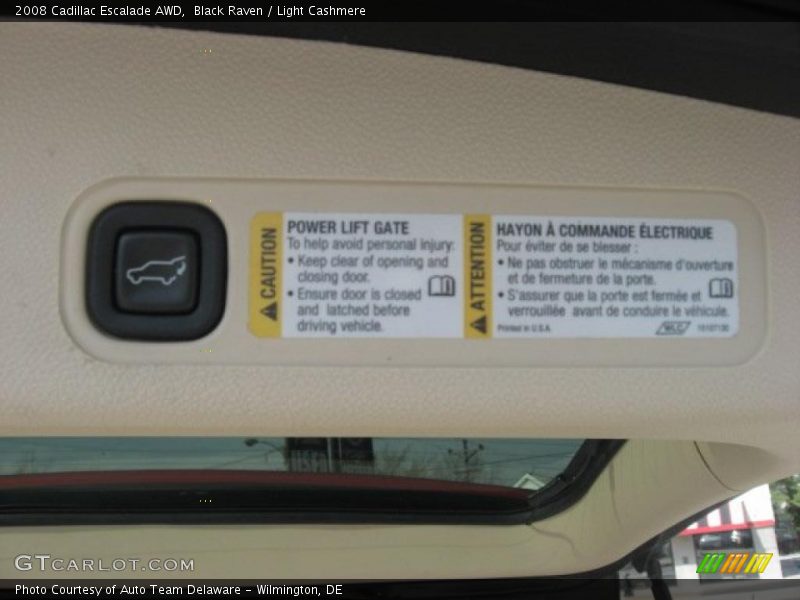 2008 Cadillac Escalade AWD,  Black Raven / Light Cashmere
CAUTION
POWER LIFT GATE
To help avoid personal injury:
• Keep clear of opening and
closing door.
• Ensure door is closed
and latched before
driving vehicle.
ATTENTION
HAYON À COMMANDE ÉLECTRIQUE
Pour éviter de se blesser :
• Ne pas obstruer le mécanisme d'ouverture
et de fermeture de la porte.
• S'assurer que la porte est fermée et
verrouillée avant de conduire le véhicule.
Printed in U.S.A.
GTCARLOT.COM
Photo Courtesy of Auto Team Delaware - Wilmington, DE